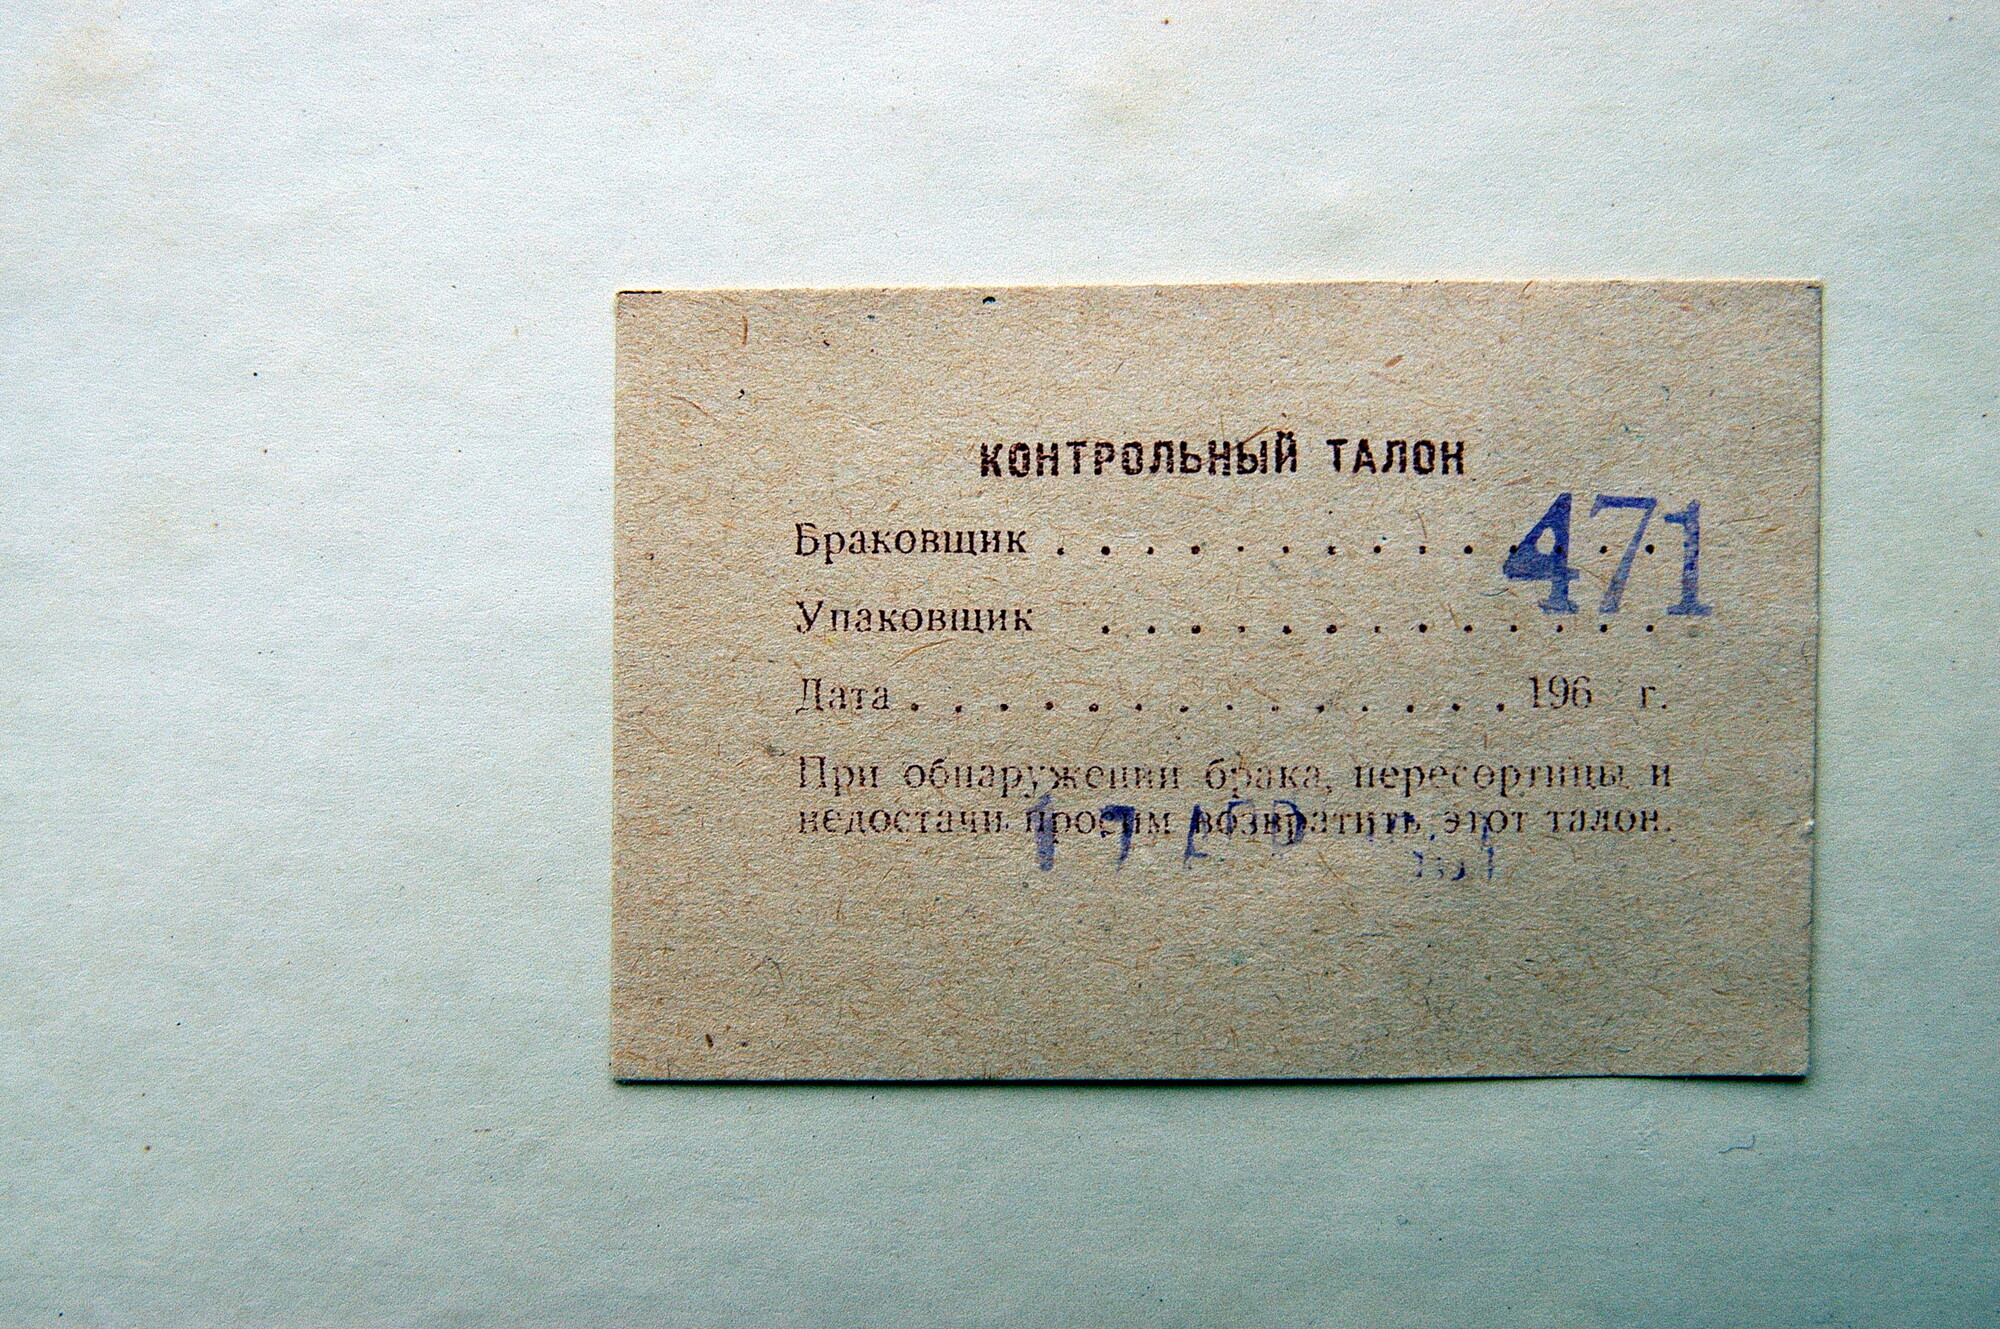 КОНТРОЛЬНЫЙ ТАЛОН
471
Браковщик . . . . . . . . . . . . . .
Упаковщик . . . . . . . . . . . . .
Дата . . . . . . . . . . . . . . 196 г.
При обнаружении брака, пересортицы и
недостачи просим возвратить этот талон.